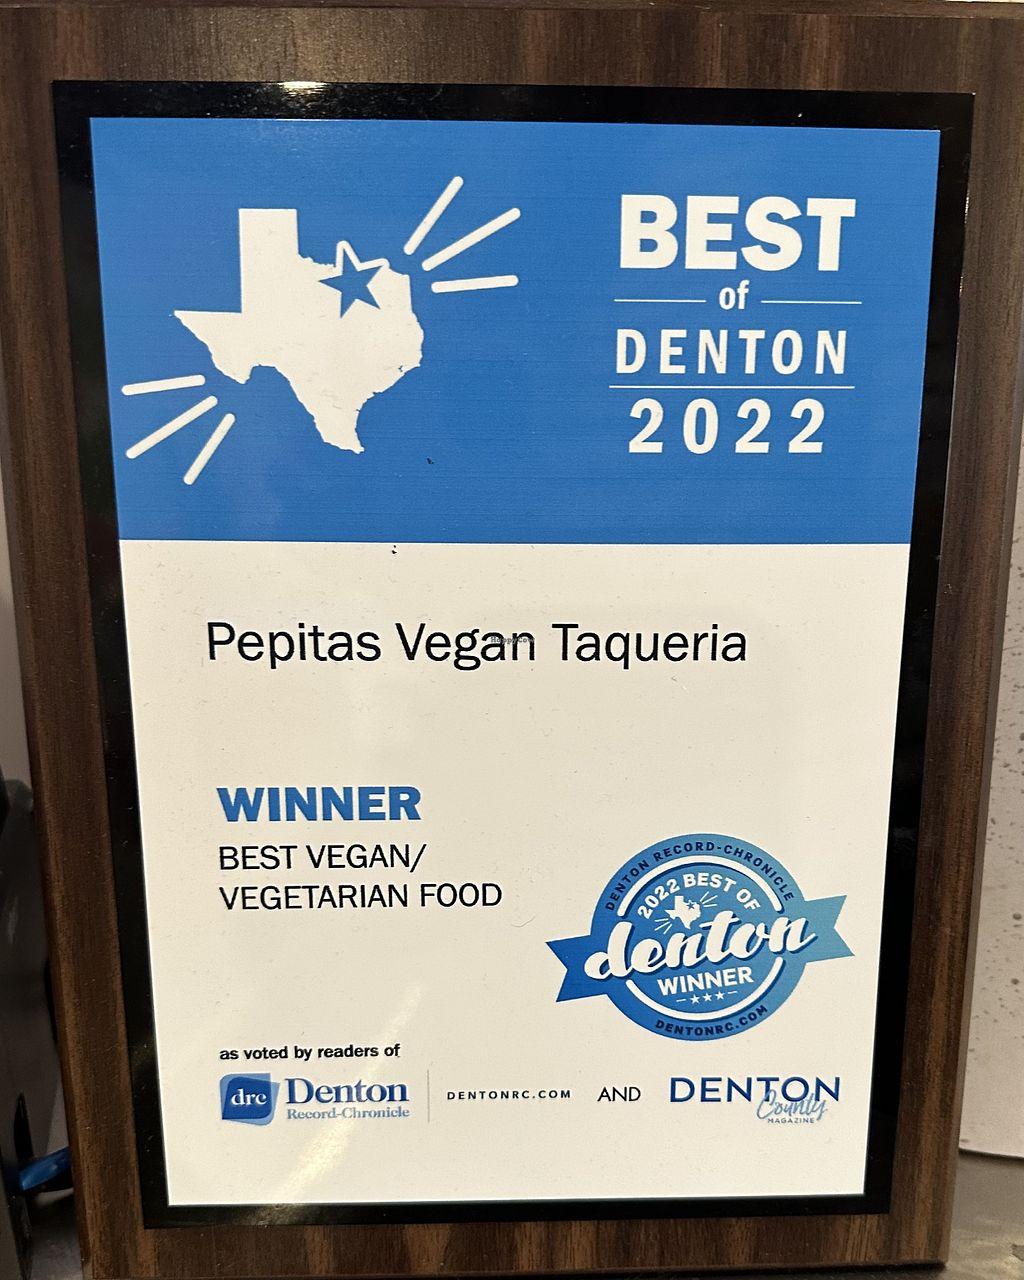 BEST
of
DENTON
2022
Pepitas Vegan Taqueria
HappyCow
WINNER
BEST VEGAN/
VEGETARIAN FOOD
DENTON RECORD-CHRONICLE
2022 BEST OF
denton
WINNER
DENTONRC.COM
as voted by readers of
drc Denton
Record-Chronicle
DENTONRC.COM AND DENTON
County
MAGAZINE